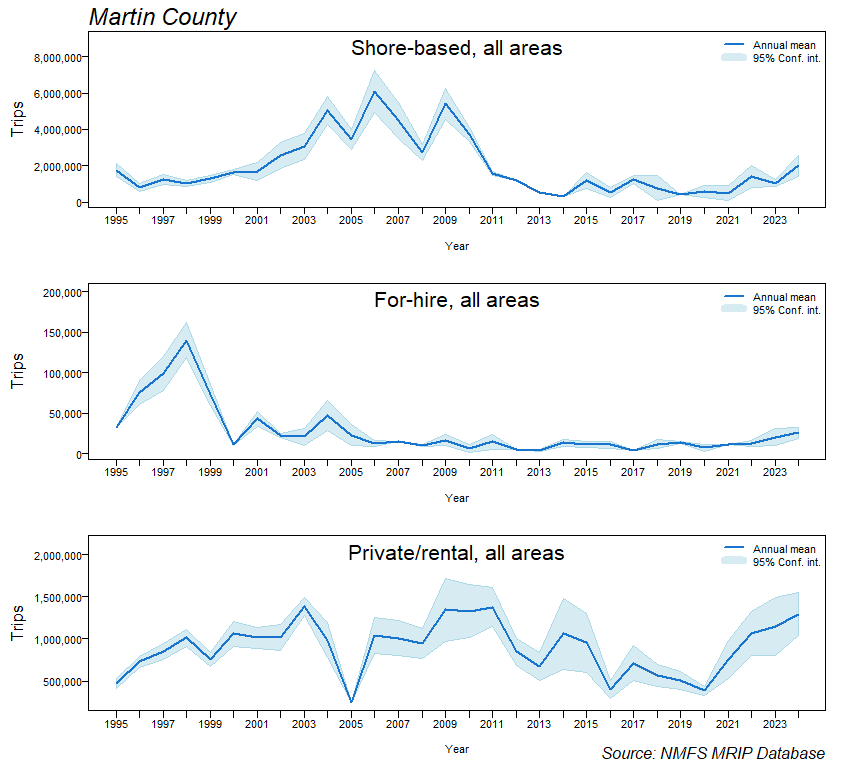 Martin County
Shore-based, all areas
Annual mean
95% Conf. int.
Trips
8,000,000
6,000,000
4,000,000
2,000,000
0
1995 1997 1999 2001 2003 2005 2007 2009 2011 2013 2015 2017 2019 2021 2023
Year
For-hire, all areas
Annual mean
95% Conf. int.
Trips
200,000
150,000
100,000
50,000
0
1995 1997 1999 2001 2003 2005 2007 2009 2011 2013 2015 2017 2019 2021 2023
Year
Private/rental, all areas
Annual mean
95% Conf. int.
Trips
2,000,000
1,500,000
1,000,000
500,000
1995 1997 1999 2001 2003 2005 2007 2009 2011 2013 2015 2017 2019 2021 2023
Year
Source: NMFS MRIP Database